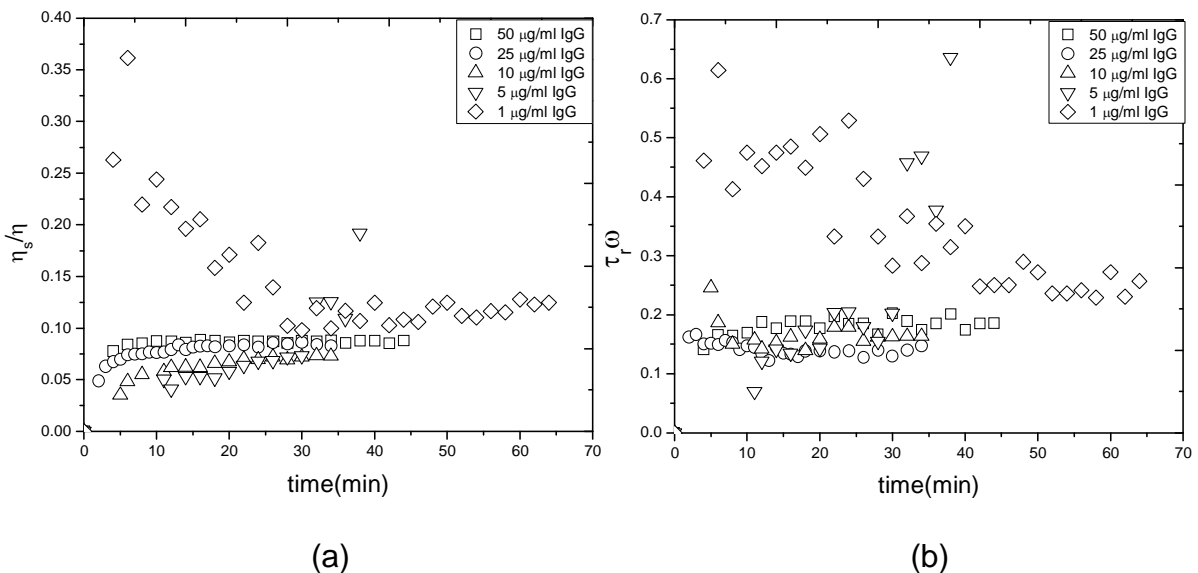 0.40
0.35
0.30
0.25
0.20
0.15
0.10
0.05
0.00
ηs/η
0 10 20 30 40 50 60 70
time(min)
50 μg/ml IgG
25 μg/ml IgG
10 μg/ml IgG
5 μg/ml IgG
1 μg/ml IgG
(a)
0.7
0.6
0.5
0.4
0.3
0.2
0.1
0.0
τrω
0 10 20 30 40 50 60 70
time(min)
50 μg/ml IgG
25 μg/ml IgG
10 μg/ml IgG
5 μg/ml IgG
1 μg/ml IgG
(b)